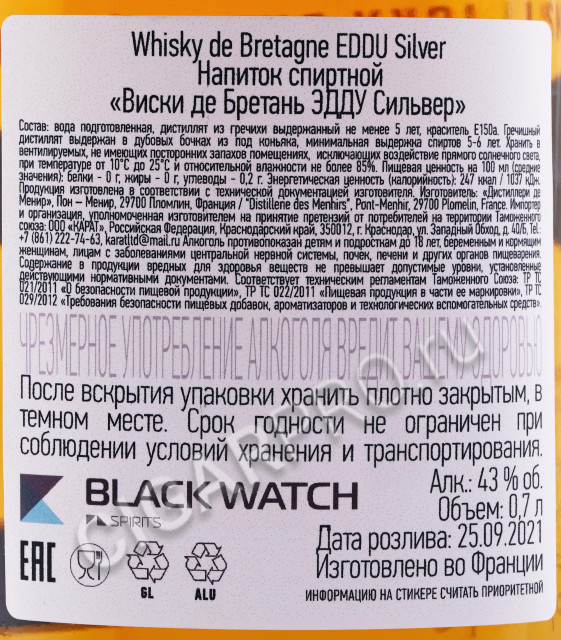 Whisky de Bretagne EDDU Silver
Напиток спиртной
«Виски де Бретань ЭДДУ Сильвер»
Состав: вода подготовленная, дистиллят из гречихи выдержанный не менее 5 лет, краситель Е150а. Гречишный
дистиллят выдержан в дубовых бочках из под коньяка, минимальная выдержка спиртов 5-6 лет. Хранить в
вентилируемых, не имеющих посторонних запахов помещениях, исключающих воздействие прямого солнечного света,
при температуре от 10°С до 25°С и относительной влажности не более 85%. Пищевая ценность на 100 мл (средние
значения): белки - 0 г, жиры - 0 г, углеводы - 0,2 г. Энергетическая ценность (калорийность): 247 ккал / 1037 кДж.
Продукция изготовлена в соответствии с технической документацией изготовителя. Изготовитель: «Дистиллери де
Менир», Пон – Менир, 29700 Пломлин, Франция / "Distillerie des Menhirs", Pont-Menhir, 29700 Plomelin, France. Импортер
и организация, уполномоченная изготовителем на принятие претензий от потребителей на территории Таможенного
союза: ООО «КАРАТ», Российская Федерация, Краснодарский край, 350012, г. Краснодар, ул. Западный Обход, д. 40/Б, Тел.:
+7 (861) 222-74-63, karatltd@mail.ru Алкоголь противопоказан детям и подросткам до 18 лет, беременным и кормящим
женщинам, лицам с заболеваниями центральной нервной системы, почек, печени и других органов пищеварения.
Содержание в продукции вредных для здоровья веществ не превышает допустимые уровни, установленные
действующими нормативными документами. Соответствует техническим регламентам Таможенного Союза: ТР ТС
021/2011 «О безопасности пищевой продукции», ТР ТС 022/2011 «Пищевая продукция в части ее маркировки», ТР ТС
029/2012 «Требования безопасности пищевых добавок, ароматизаторов и технологических вспомогательных средств».
ЧРЕЗМЕРНОЕ УПОТРЕБЛЕНИЕ АЛКОГОЛЯ ВРЕДИТ ВАШЕМУ ЗДОРОВЬЮ
После вскрытия упаковки хранить плотно закрытым, в
темном месте. Срок годности не ограничен при
соблюдении условий хранения и транспортирования.
BLACK WATCH
SPIRITS
Алк.: 43 % об.
Объем: 0,7 л
Дата розлива: 25.09.2021
Изготовлено во Франции
EAC
GL
ALU
ИНФОРМАЦИЮ НА СТИКЕРЕ СЧИТАТЬ ПРИОРИТЕТНОЙ
CIGARPRO.ru